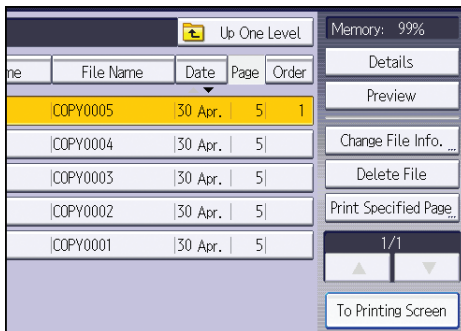 Up One Level
Memory: 99%
me File Name Date Page Order
Details
Preview
COPY0005 30 Apr. 5 1
COPY0004 30 Apr. 5
Change File Info.
COPY0003 30 Apr. 5
Delete File
COPY0002 30 Apr. 5
Print Specified Page
COPY0001 30 Apr. 5
1/1
To Printing Screen